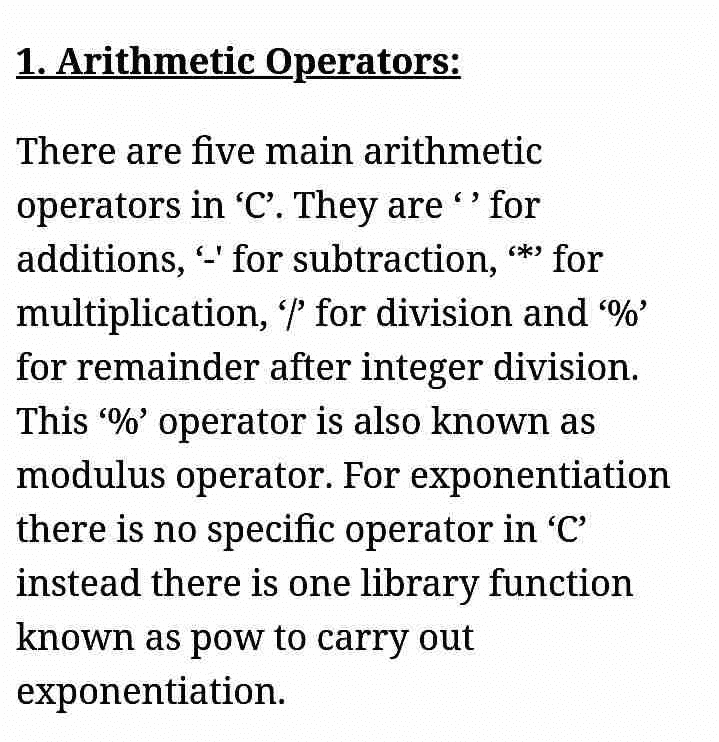 1. Arithmetic Operators:
There are five main arithmetic
operators in ‘C’. They are ‘ ’ for
additions, ‘-' for subtraction, ‘*’ for
multiplication, ‘/’ for division and ‘%’
for remainder after integer division.
This ‘%’ operator is also known as
modulus operator. For exponentiation
there is no specific operator in ‘C’
instead there is one library function
known as pow to carry out
exponentiation.